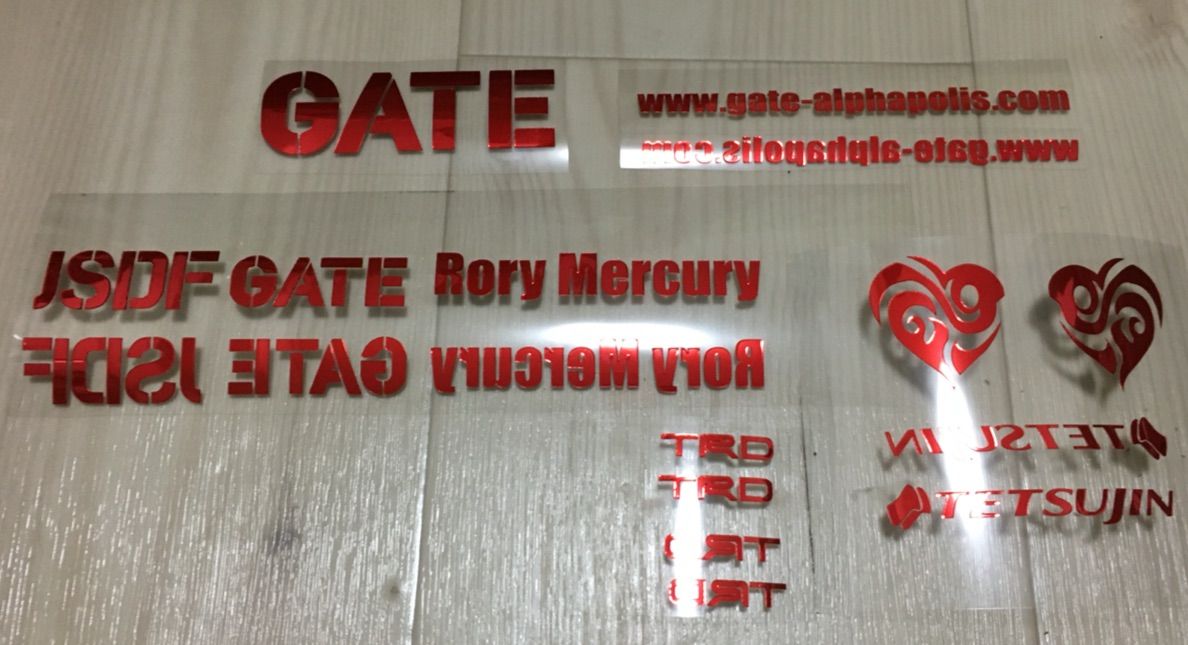 GATE
www.gate-alphapolis.com
www.gate-alphapolis.com
JSDF GATE Rory Mercury
JSDF GATE Rory Mercury
TRD
TRD
TRD
TRD
TETSUJIN
TETSUJIN